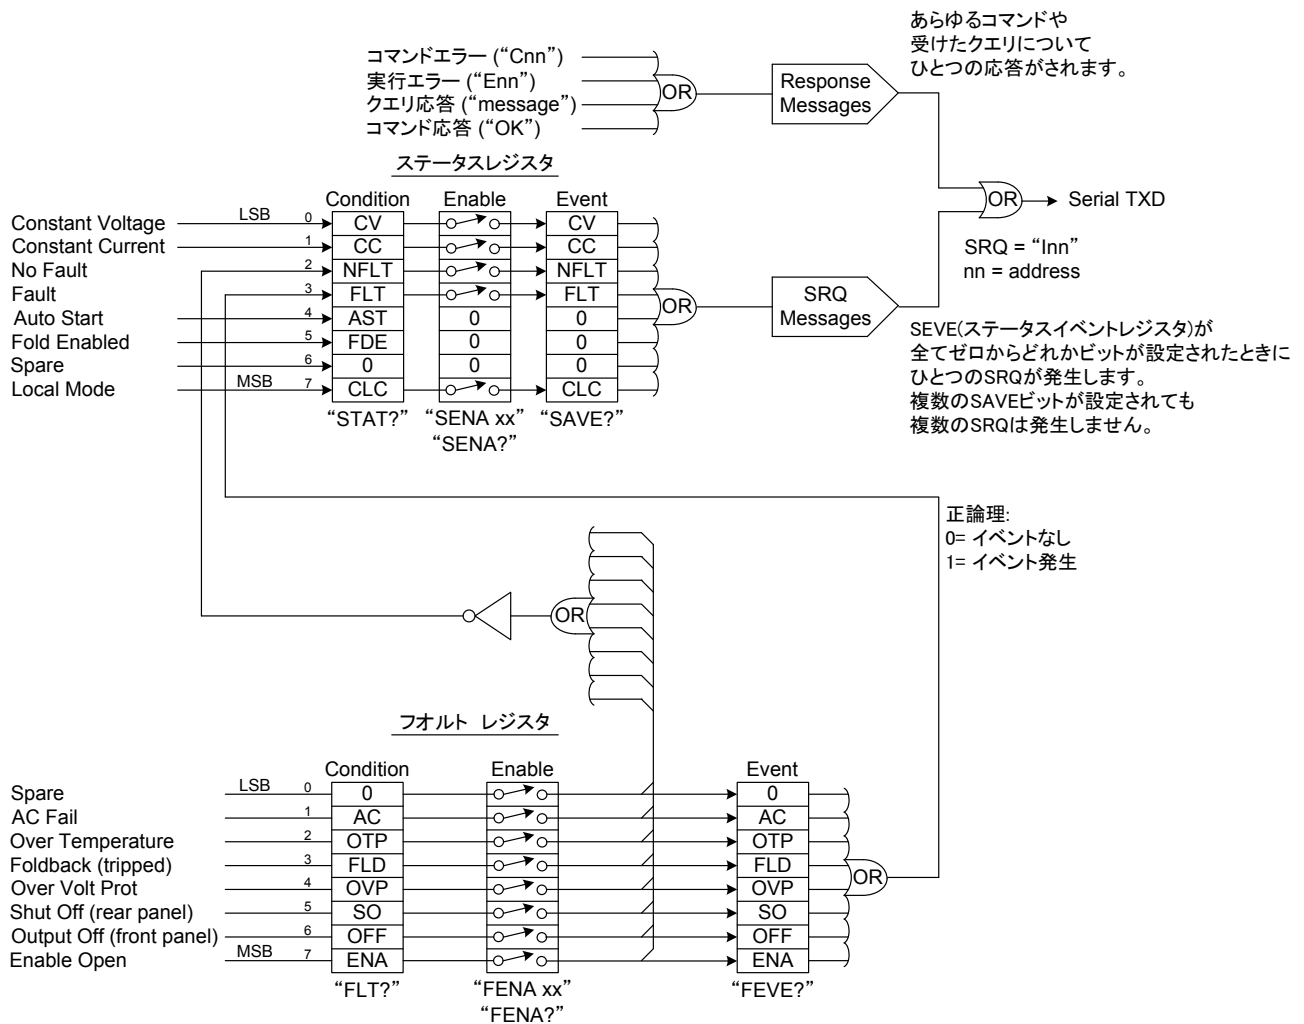 あらゆるコマンドや
受けたクエリについて
ひとつの応答がされます。
コマンドエラー (“Cnn”)
実行エラー (“Enn”)
クエリ応答 (“message”)
コマンド応答 (“OK”)
OR
Response
Messages
ステータスレジスタ
Condition Enable Event
Constant Voltage LSB 0 CV CV
Constant Current 1 CC CC
No Fault 2 NFLT NFLT
Fault 3 FLT FLT
Auto Start 4 AST 0 0
Fold Enabled 5 FDE 0 0
Spare 6 0 0 0
Local Mode MSB 7 CLC CLC
“STAT?” “SENA xx” “SAVE?”
“SENA?”
OR
SRQ
Messages
OR
Serial TXD
SRQ = “Inn”
nn = address
SEVE(ステータスイベントレジスタ)が
全てゼロからどれかビットが設定されたときに
ひとつのSRQが発生します。
複数のSAVEビットが設定されても
複数のSRQは発生しません。
正論理:
0= イベントなし
1= イベント発生
OR
フオルト レジスタ
Condition Enable Event
Spare LSB 0 0 0
AC Fail 1 AC AC
Over Temperature 2 OTP OTP
Foldback (tripped) 3 FLD FLD
Over Volt Prot 4 OVP OVP
Shut Off (rear panel) 5 SO SO
Output Off (front panel) 6 OFF OFF
Enable Open MSB 7 ENA ENA
OR
“FLT?” “FENA xx” “FEVE?”
“FENA?”